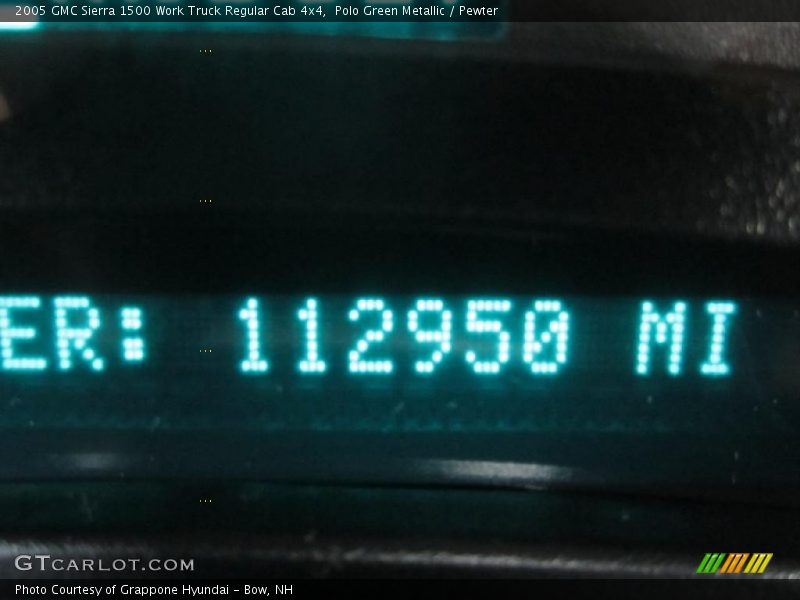 2005 GMC Sierra 1500 Work Truck Regular Cab 4x4,  Polo Green Metallic / Pewter
ER: 112950 MI
GTCARLOT.COM
Photo Courtesy of Grappone Hyundai - Bow, NH